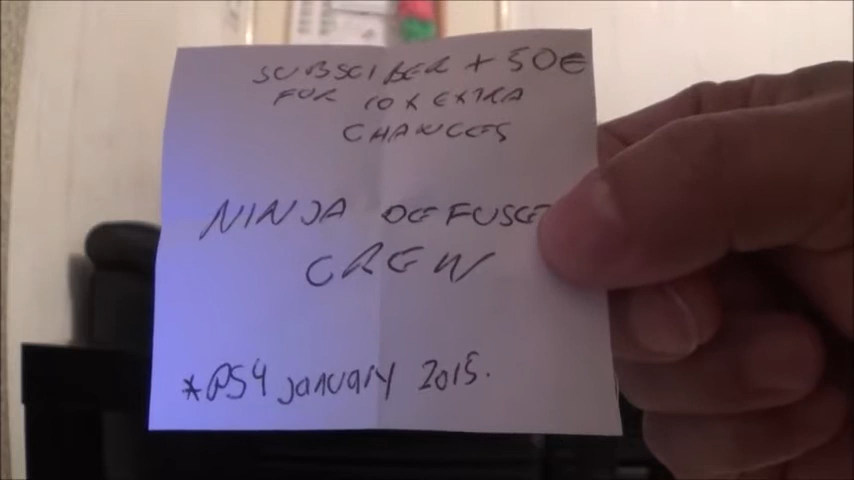 SUBSCIBER + 50€
FOR 10X EXTRA
CHANCES
NINJA DEFUSE
CREW
*PS4 JANUARY 2015.